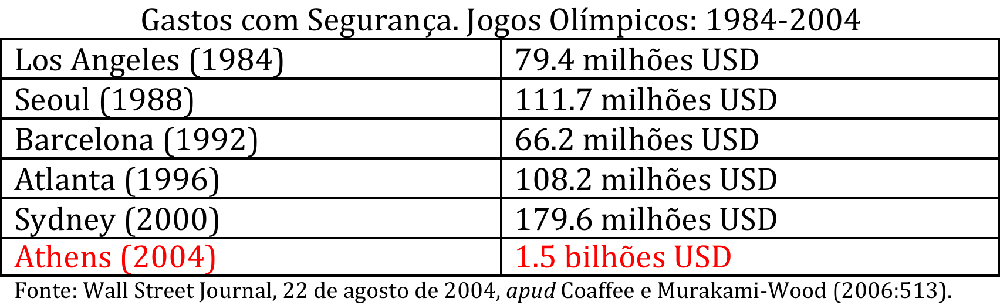 Gastos com Segurança. Jogos Olímpicos: 1984-2004
Los Angeles (1984) 79.4 milhões USD
Seoul (1988) 111.7 milhões USD
Barcelona (1992) 66.2 milhões USD
Atlanta (1996) 108.2 milhões USD
Sydney (2000) 179.6 milhões USD
Athens (2004) 1.5 bilhões USD
Fonte: Wall Street Journal, 22 de agosto de 2004, apud Coaffee e Murakami-Wood (2006:513).